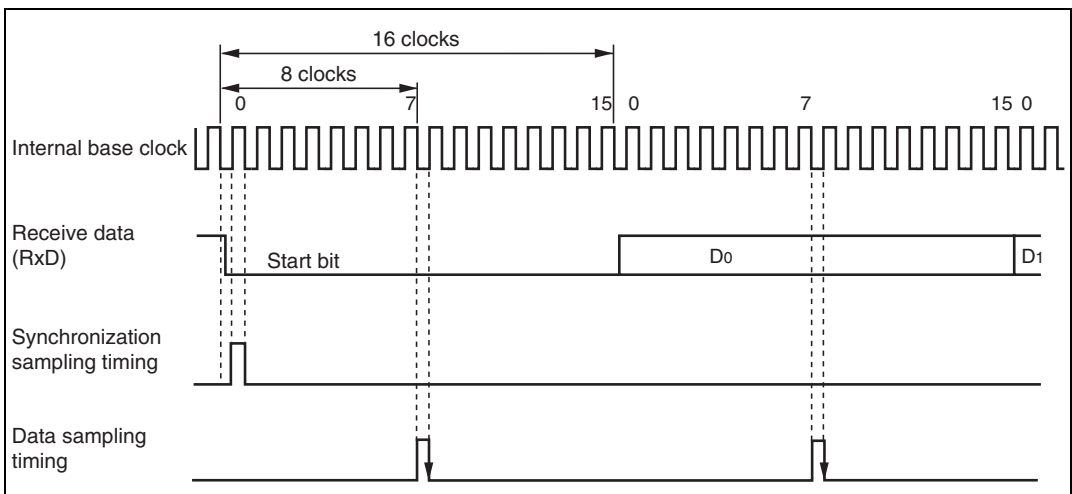 16 clocks
8 clocks
0 7 15 0 7 15 0
Internal base clock
Receive data
(RxD)
Start bit
D0
D1
Synchronization
sampling timing
Data sampling
timing